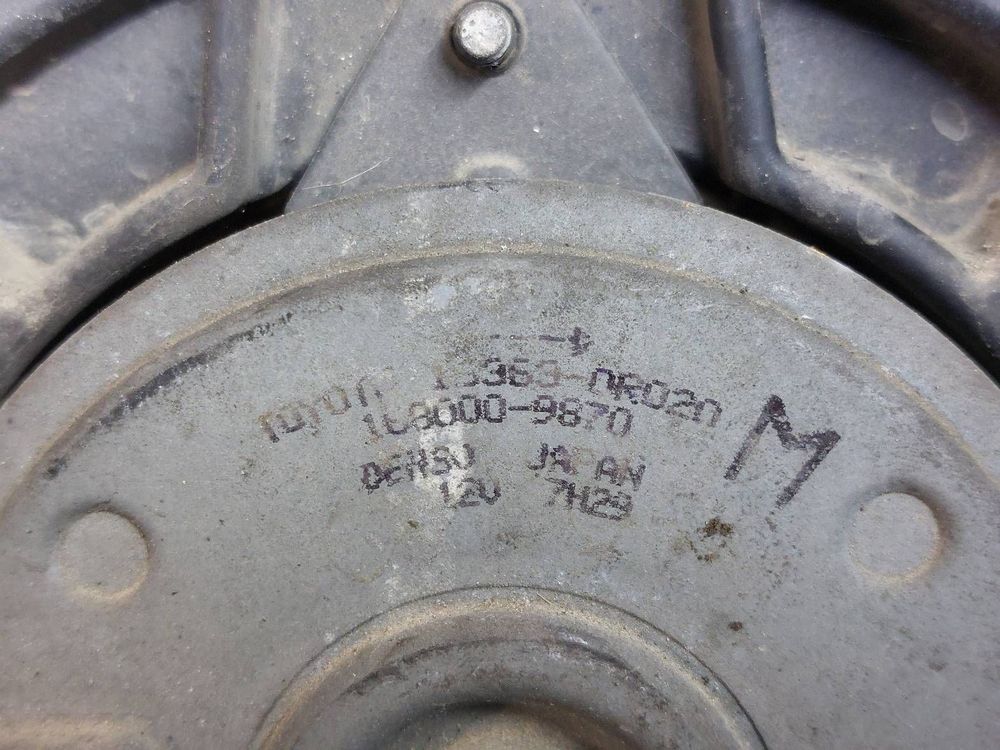 TOYOTA 16363-0R020
168000-9870
DENSO JAPAN
12V 7H29
M